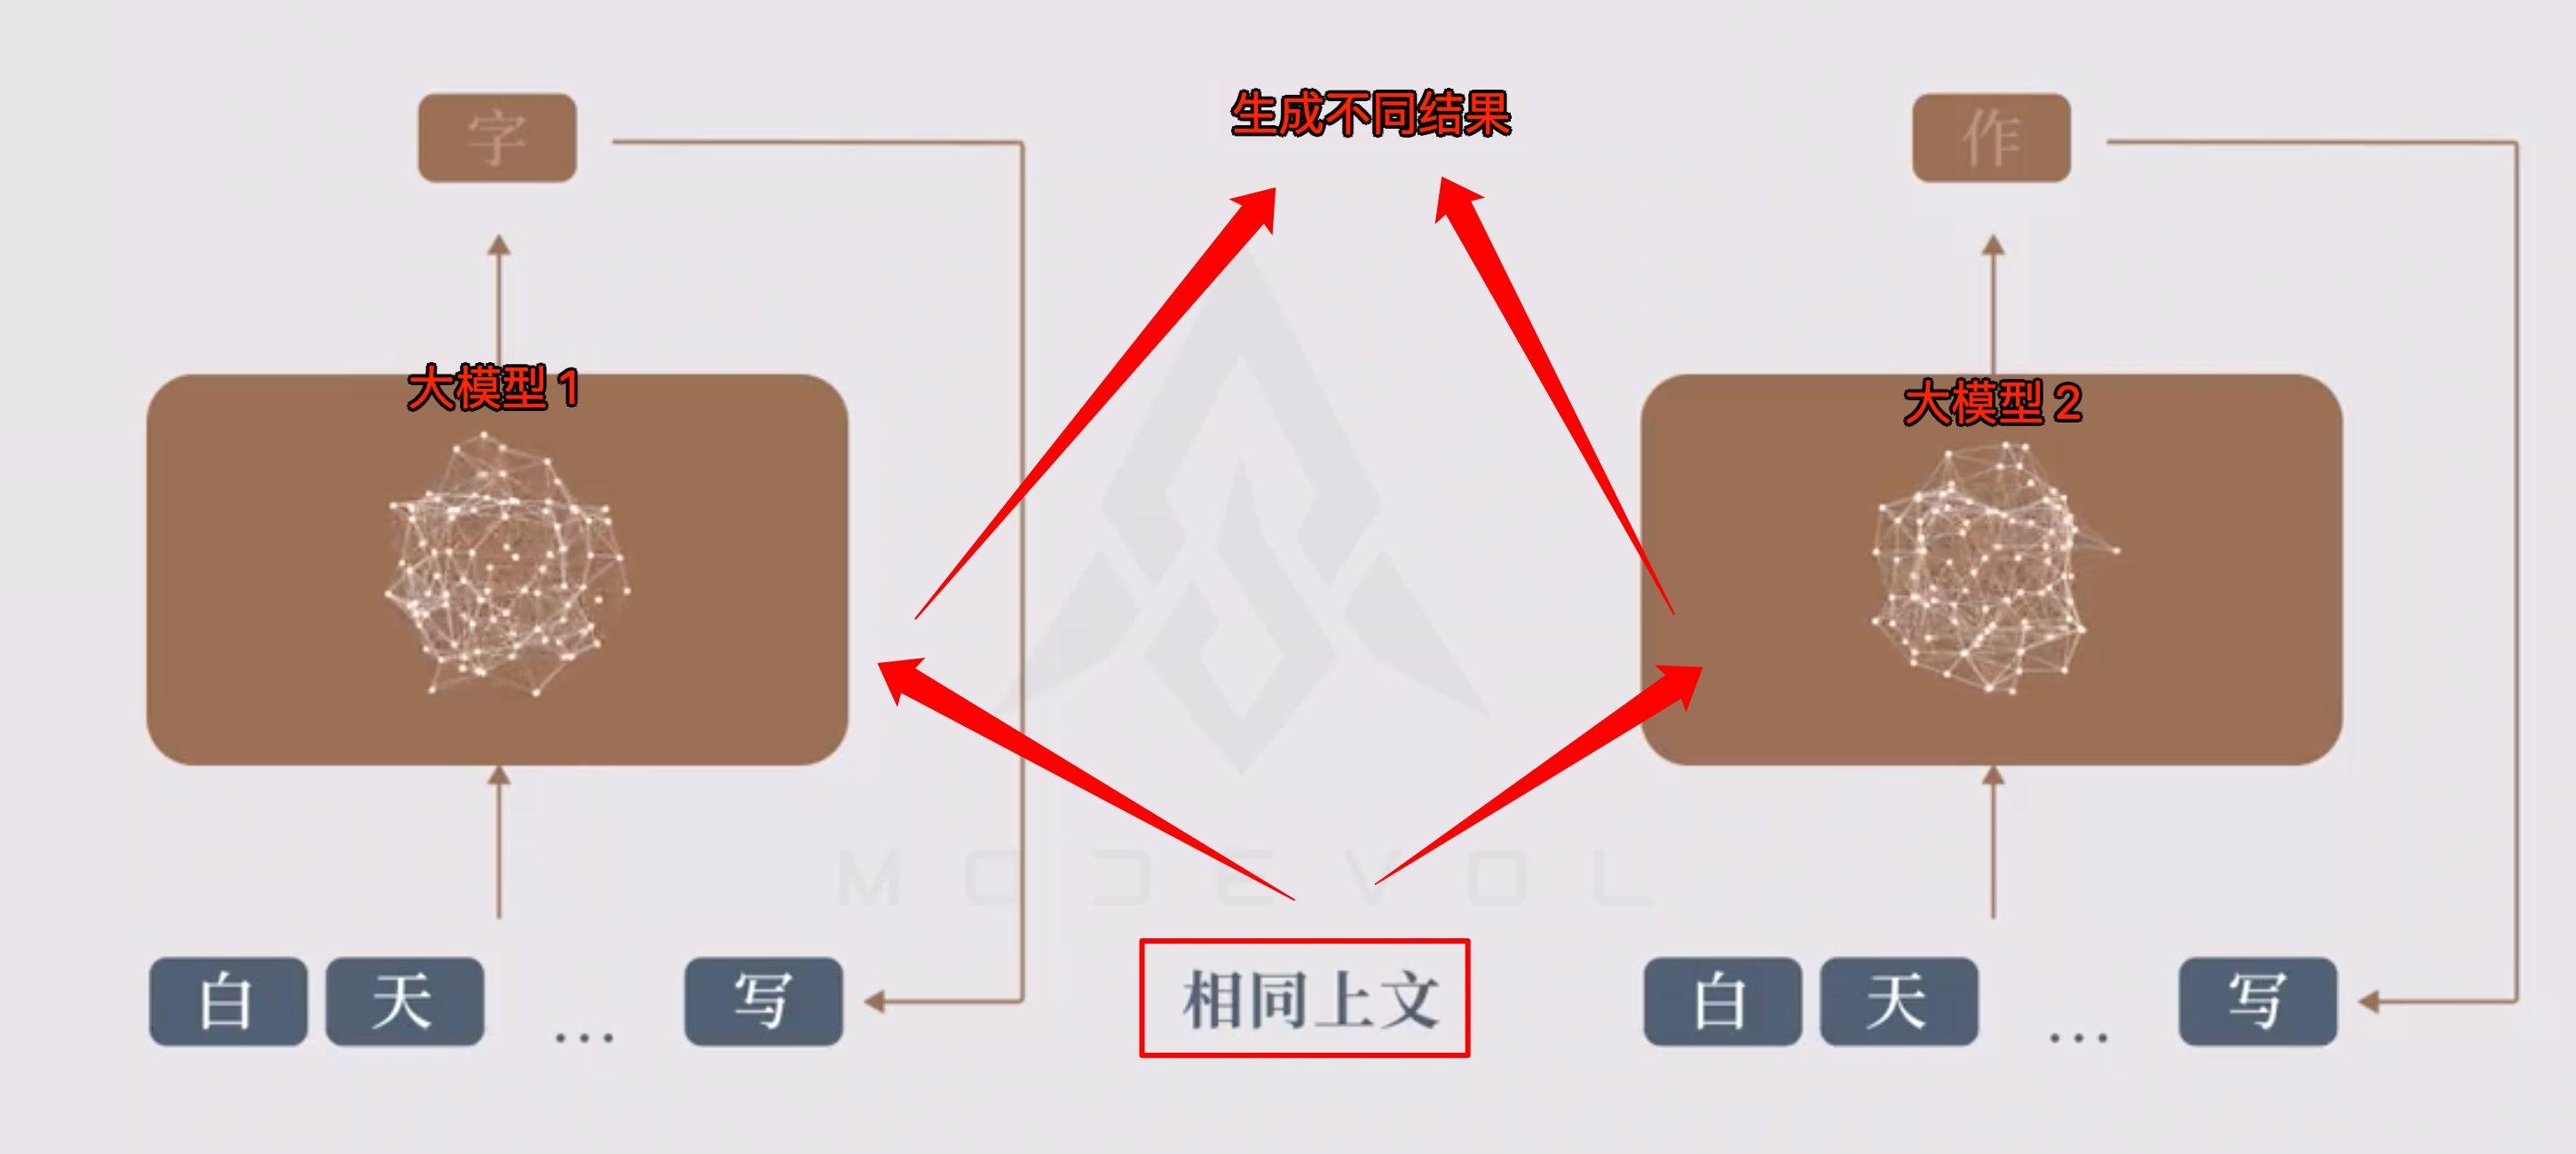 字
生成不同结果
作
大模型 1
大模型 2
MODEVOL
白 天 ... 写
相同上文
白 天 ... 写